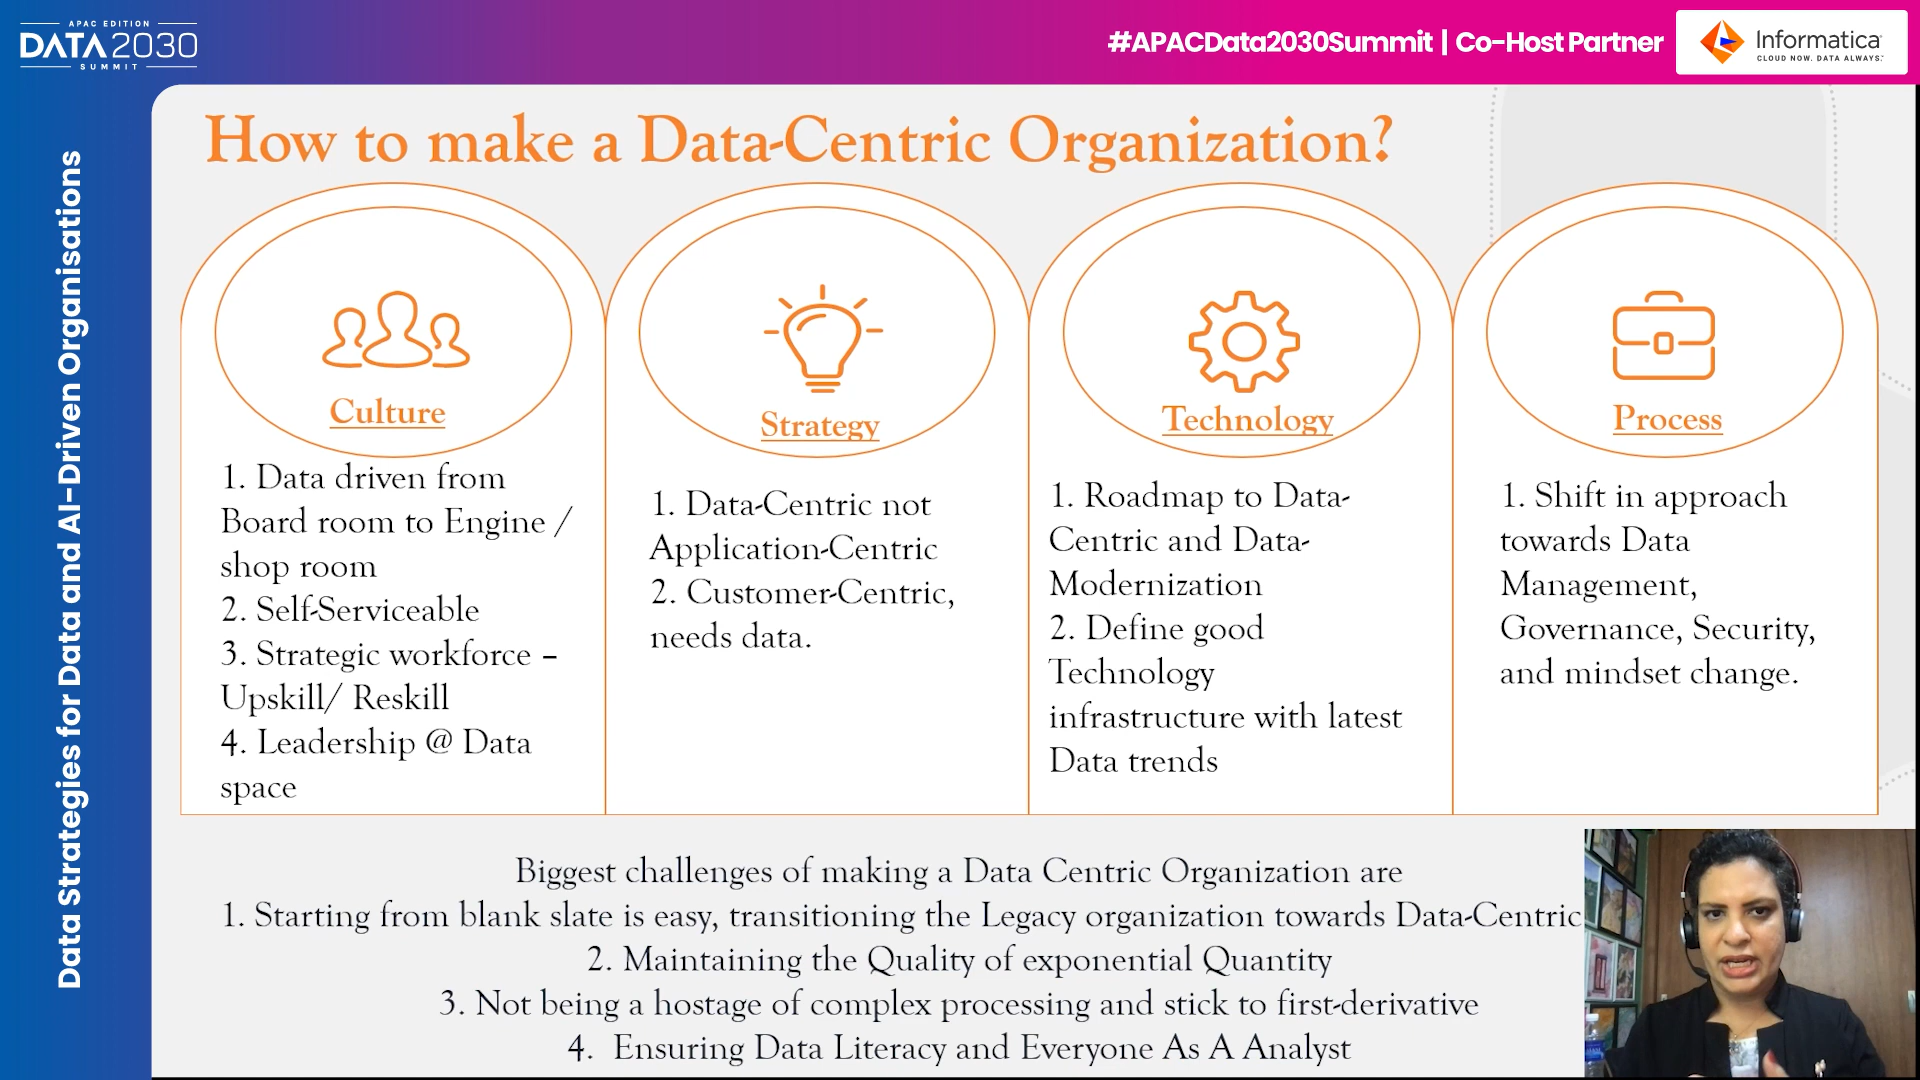 APAC EDITION
DATA 2030
SUMMIT
#APACData2030Summit | Co-Host Partner
Informatica
CLOUD NOW. DATA ALWAYS.
Data Strategies for Data and AI-Driven Organisations
How to make a Data-Centric Organization?
Culture
1. Data driven from
Board room to Engine /
shop room
2. Self-Serviceable
3. Strategic workforce –
Upskill/ Reskill
4. Leadership @ Data
space
Strategy
1. Data-Centric not
Application-Centric
2. Customer-Centric,
needs data.
Technology
1. Roadmap to Data-
Centric and Data-
Modernization
2. Define good
Technology
infrastructure with latest
Data trends
Process
1. Shift in approach
towards Data
Management,
Governance, Security,
and mindset change.
Biggest challenges of making a Data Centric Organization are
1. Starting from blank slate is easy, transitioning the Legacy organization towards Data-Centric
2. Maintaining the Quality of exponential Quantity
3. Not being a hostage of complex processing and stick to first-derivative
4. Ensuring Data Literacy and Everyone As A Analyst